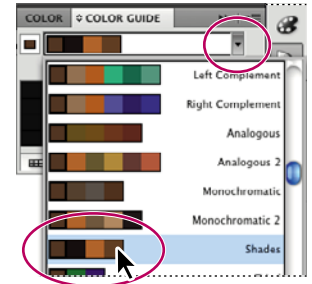 COLOR COLOR GUIDE
Left Complement
Right Complement
Analogous
Analogous 2
Monochromatic
Monochromatic 2
Shades